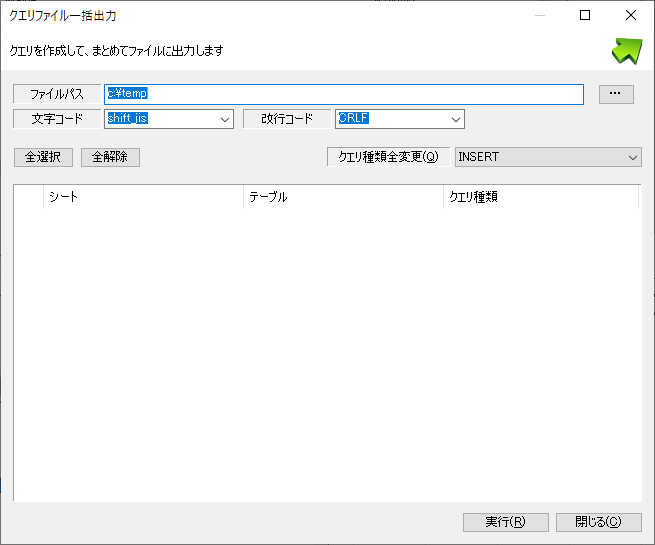 クエリファイル一括出力
クエリを作成して、まとめてファイルに出力します
ファイルパス c:¥temp ...
文字コード shift_jis 改行コード CRLF
全選択 全解除 クエリ種類全変更(Q) INSERT
シート テーブル クエリ種類
実行(R) 閉じる(C)